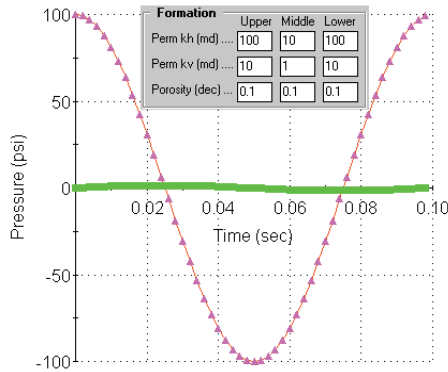 Formation
Upper Middle Lower
Perm kh (md) .... 100 10 100
Perm kv (md) .... 10 1 10
Porosity (dec) ... 0.1 0.1 0.1
100
50
0
-50
-100
Pressure (psi)
0.02 0.04 0.06 0.08 0.10
Time (sec)